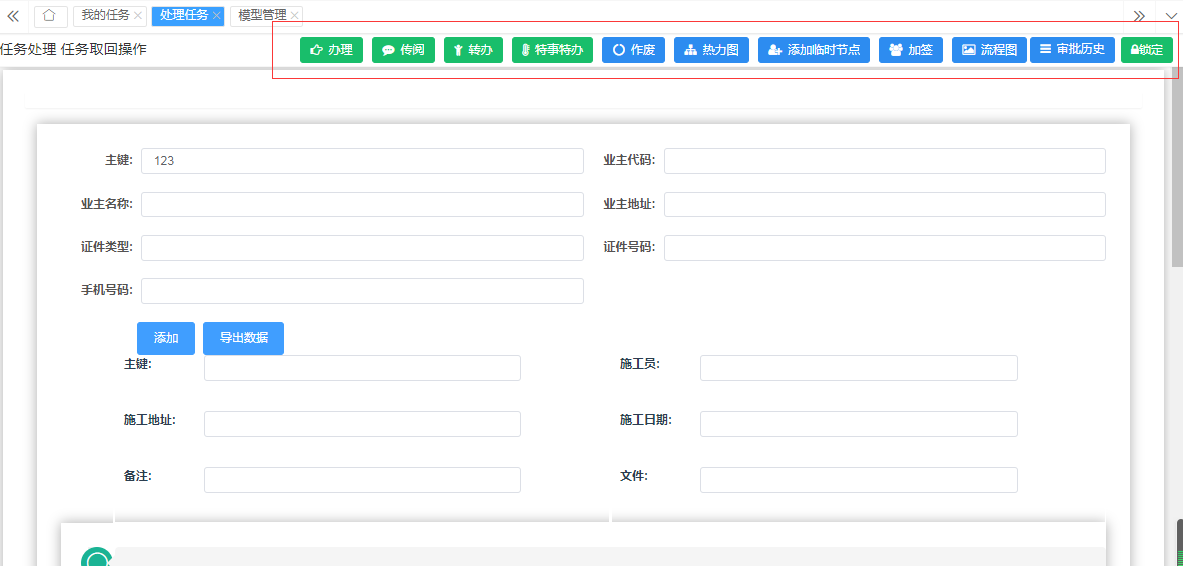 我的任务 处理任务 模型管理
任务处理 任务取回操作 办理 传阅 转办 特事特办 作废 热力图 添加临时节点 加签 流程图 审批历史 锁定
主键: 123 业主代码:
业主名称: 业主地址:
证件类型: 证件号码:
手机号码:
添加 导出数据
主键: 施工员:
施工地址: 施工日期:
备注: 文件: